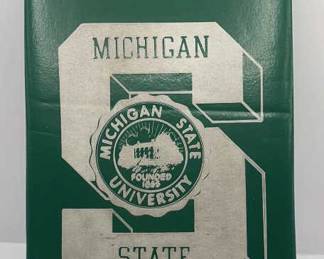 MICHIGAN
MICHIGAN STATE
FOUNDED
1855
UNIVERSITY
STATE